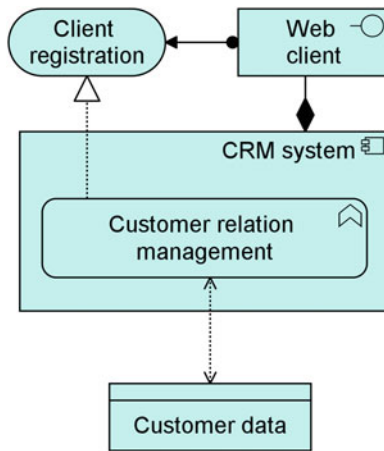 Client
registration
Web
client
CRM system
Customer relation
management
Customer data